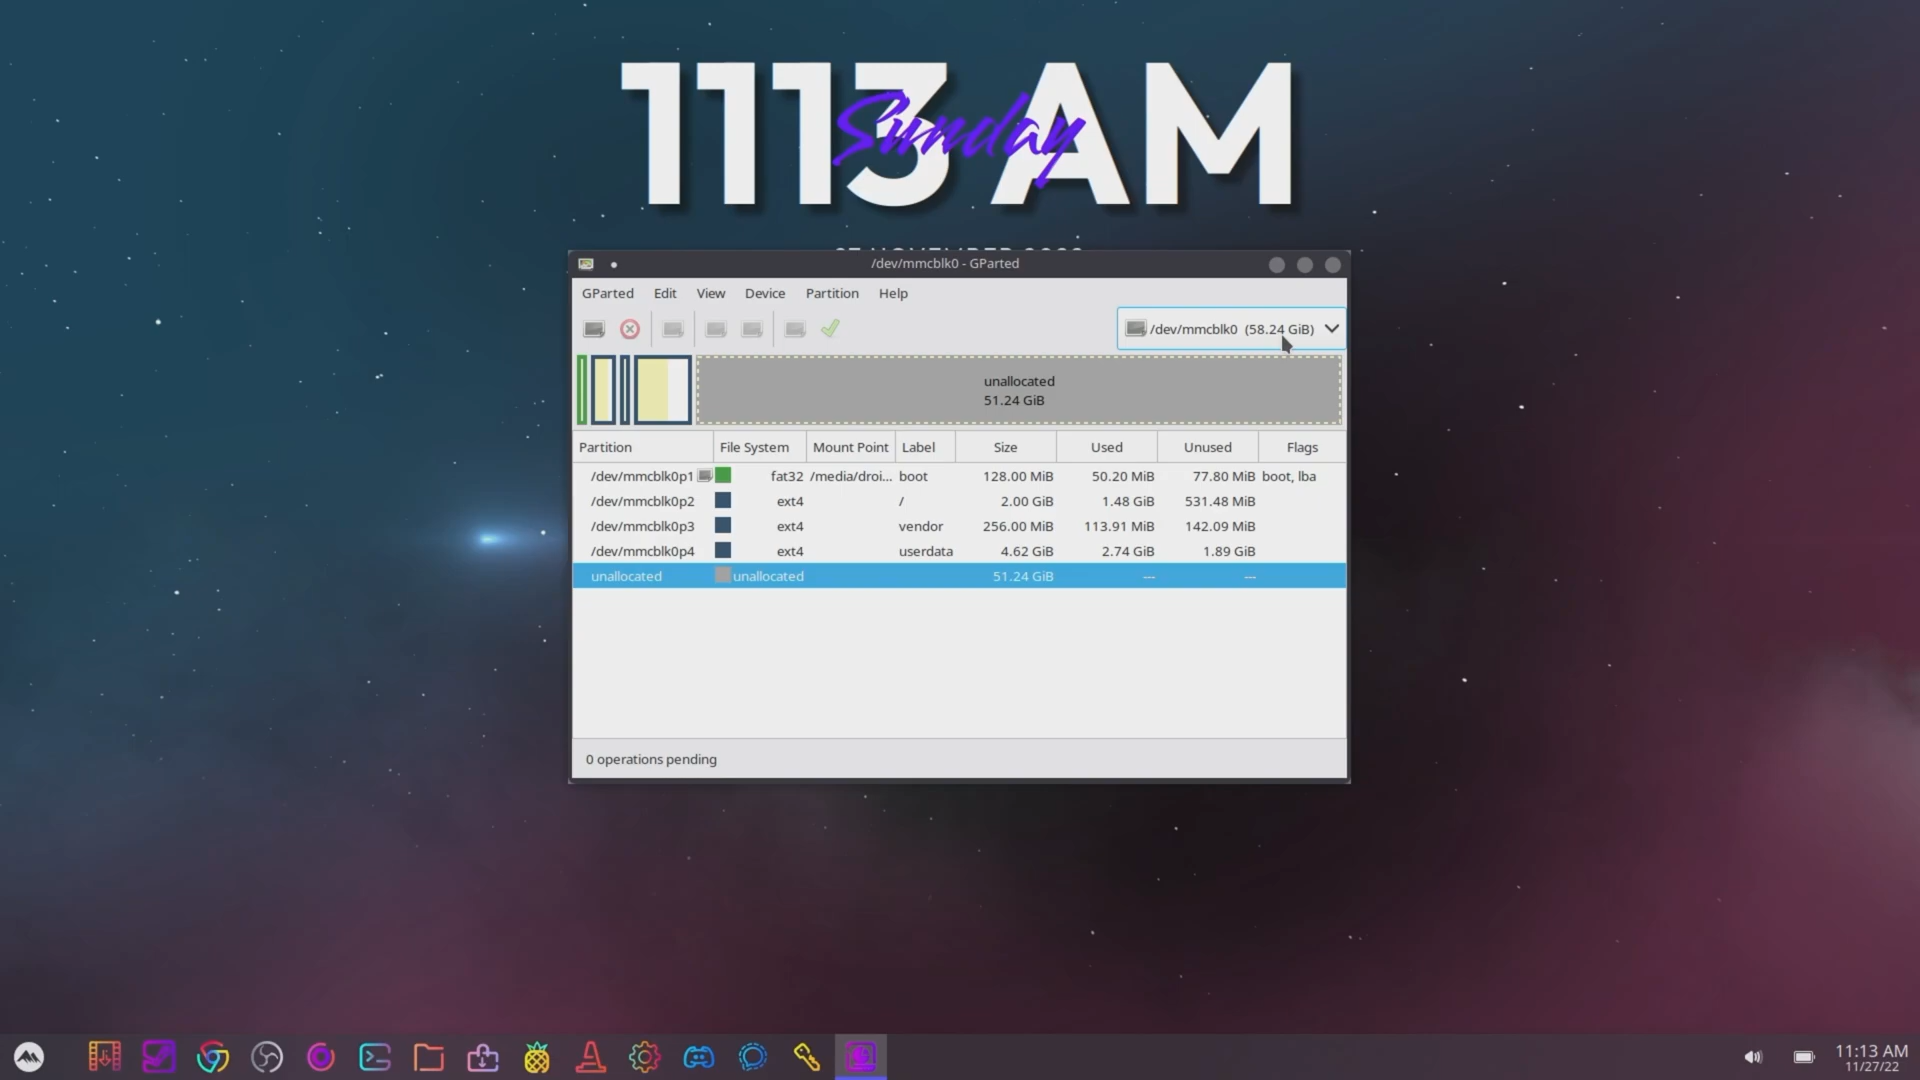 1113 AM
Sunday
/dev/mmcblk0 - GParted
GParted Edit View Device Partition Help
/dev/mmcblk0 (58.24 GiB)
unallocated
51.24 GiB
Partition File System Mount Point Label Size Used Unused Flags
/dev/mmcblk0p1 fat32 /media/droi... boot 128.00 MiB 50.20 MiB 77.80 MiB boot, lba
/dev/mmcblk0p2 ext4 / 2.00 GiB 1.48 GiB 531.48 MiB
/dev/mmcblk0p3 ext4 vendor 256.00 MiB 113.91 MiB 142.09 MiB
/dev/mmcblk0p4 ext4 userdata 4.62 GiB 2.74 GiB 1.89 GiB
unallocated unallocated 51.24 GiB --- ---
0 operations pending
11:13 AM
11/27/22